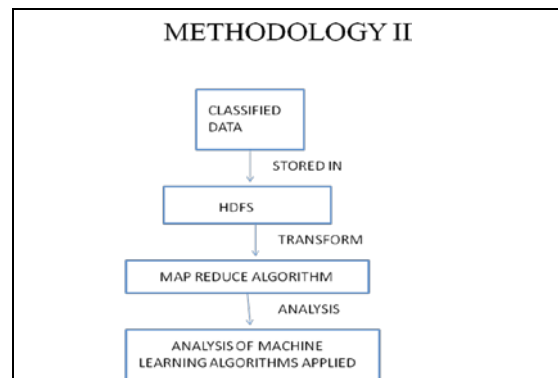 METHODOLOGY II
CLASSIFIED
DATA
STORED IN
HDFS
TRANSFORM
MAP REDUCE ALGORITHM
ANALYSIS
ANALYSIS OF MACHINE
LEARNING ALGORITHMS APPLIED